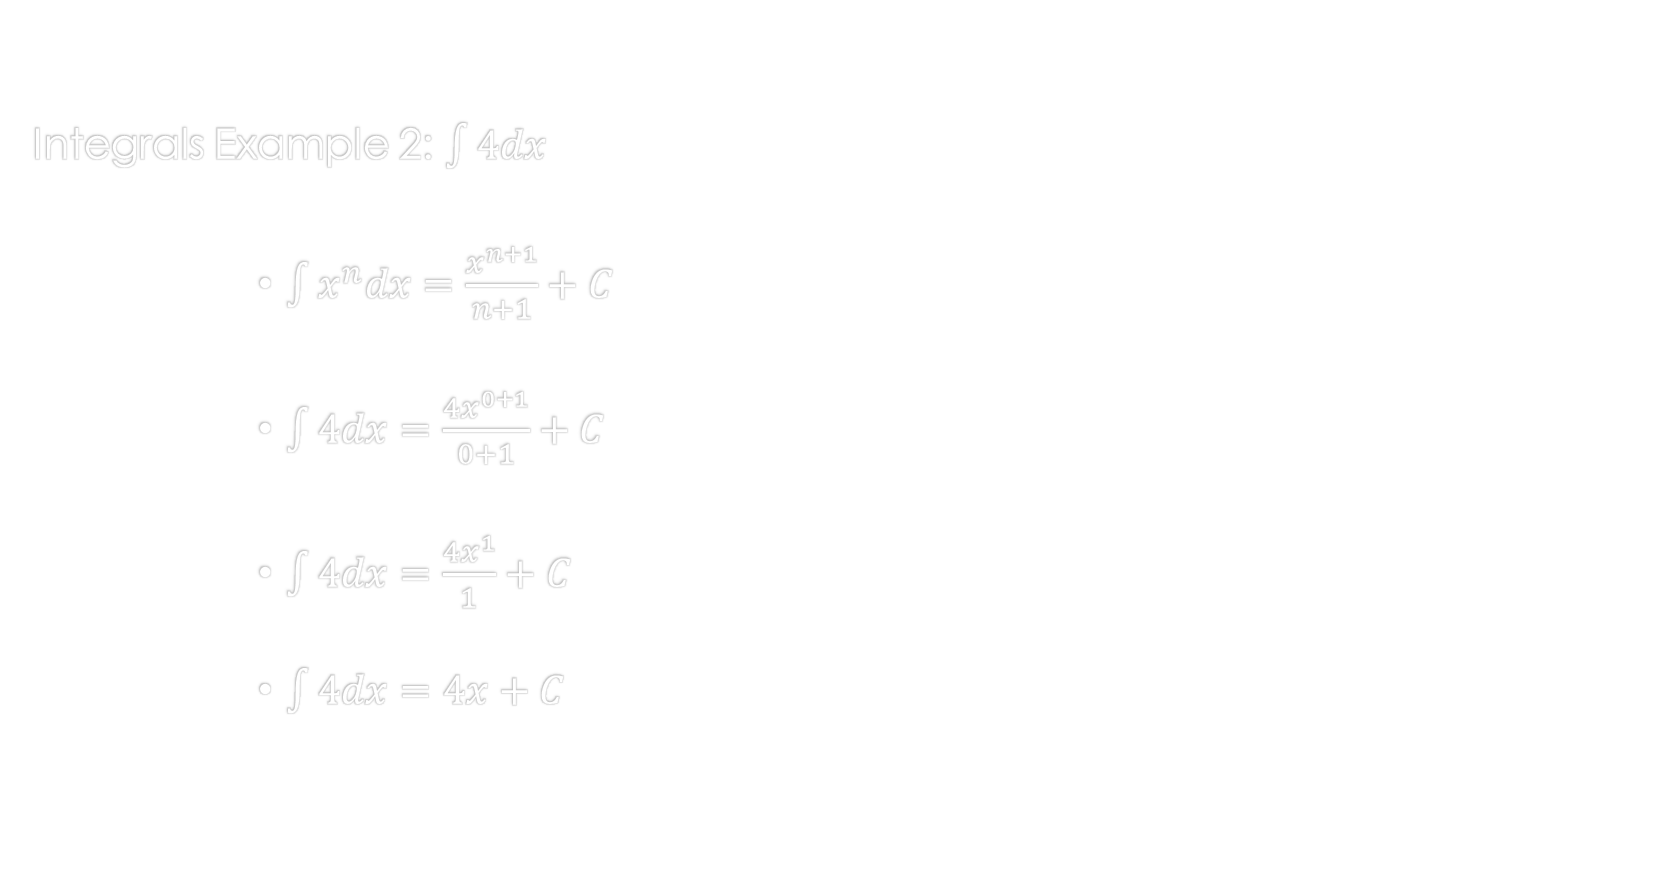 Integrals Example 2: ∫ 4dx
• ∫ xⁿdx = xⁿ⁺¹/n+1 + C
• ∫ 4dx = 4x⁰⁺¹/0+1 + C
• ∫ 4dx = 4x¹/1 + C
• ∫ 4dx = 4x + C